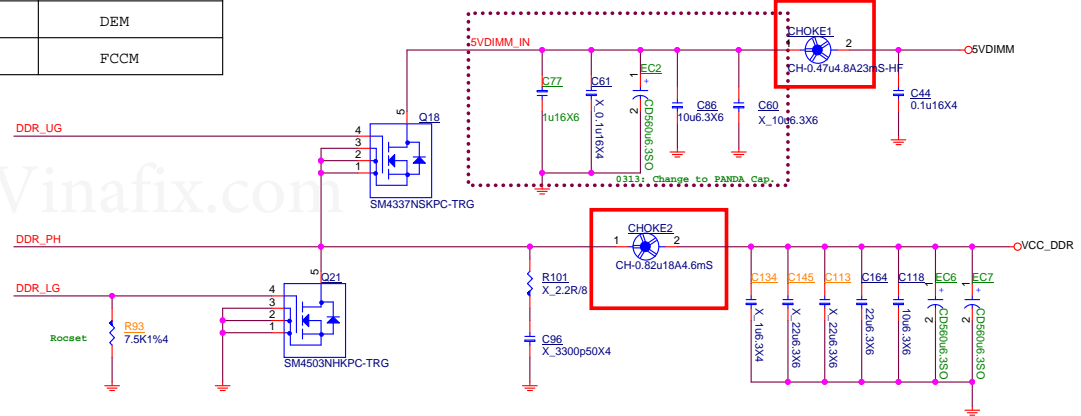 DEM
FCCM
5VDIMM_IN
CHOKE1
1
2
5VDIMM
CH-0.47u4.8A23mS-HF
C77
1u16X6
C61
X_0.1u16X4
EC2
1
+
2
CD560u6.3SO
C86
10u6.3X6
C60
X_10u6.3X6
C44
0.1u16X4
0313: Change to PANDA Cap.
DDR_UG
5
Q18
4
3
2
1
SM4337NSKPC-TRG
Vinafix.com
DDR_PH
CHOKE2
1
2
CH-0.82u18A4.6mS
VCC_DDR
DDR_LG
5
Q21
4
3
2
1
SM4503NHKPC-TRG
Rocset
R93
7.5K1%4
R101
X_2.2R/8
C96
X_3300p50X4
C134
X_1u6.3X4
C145
X_22u6.3X6
C113
X_22u6.3X6
C164
22u6.3X6
C118
10u6.3X6
EC6
1
+
2
CD560u6.3SO
EC7
1
+
2
CD560u6.3SO